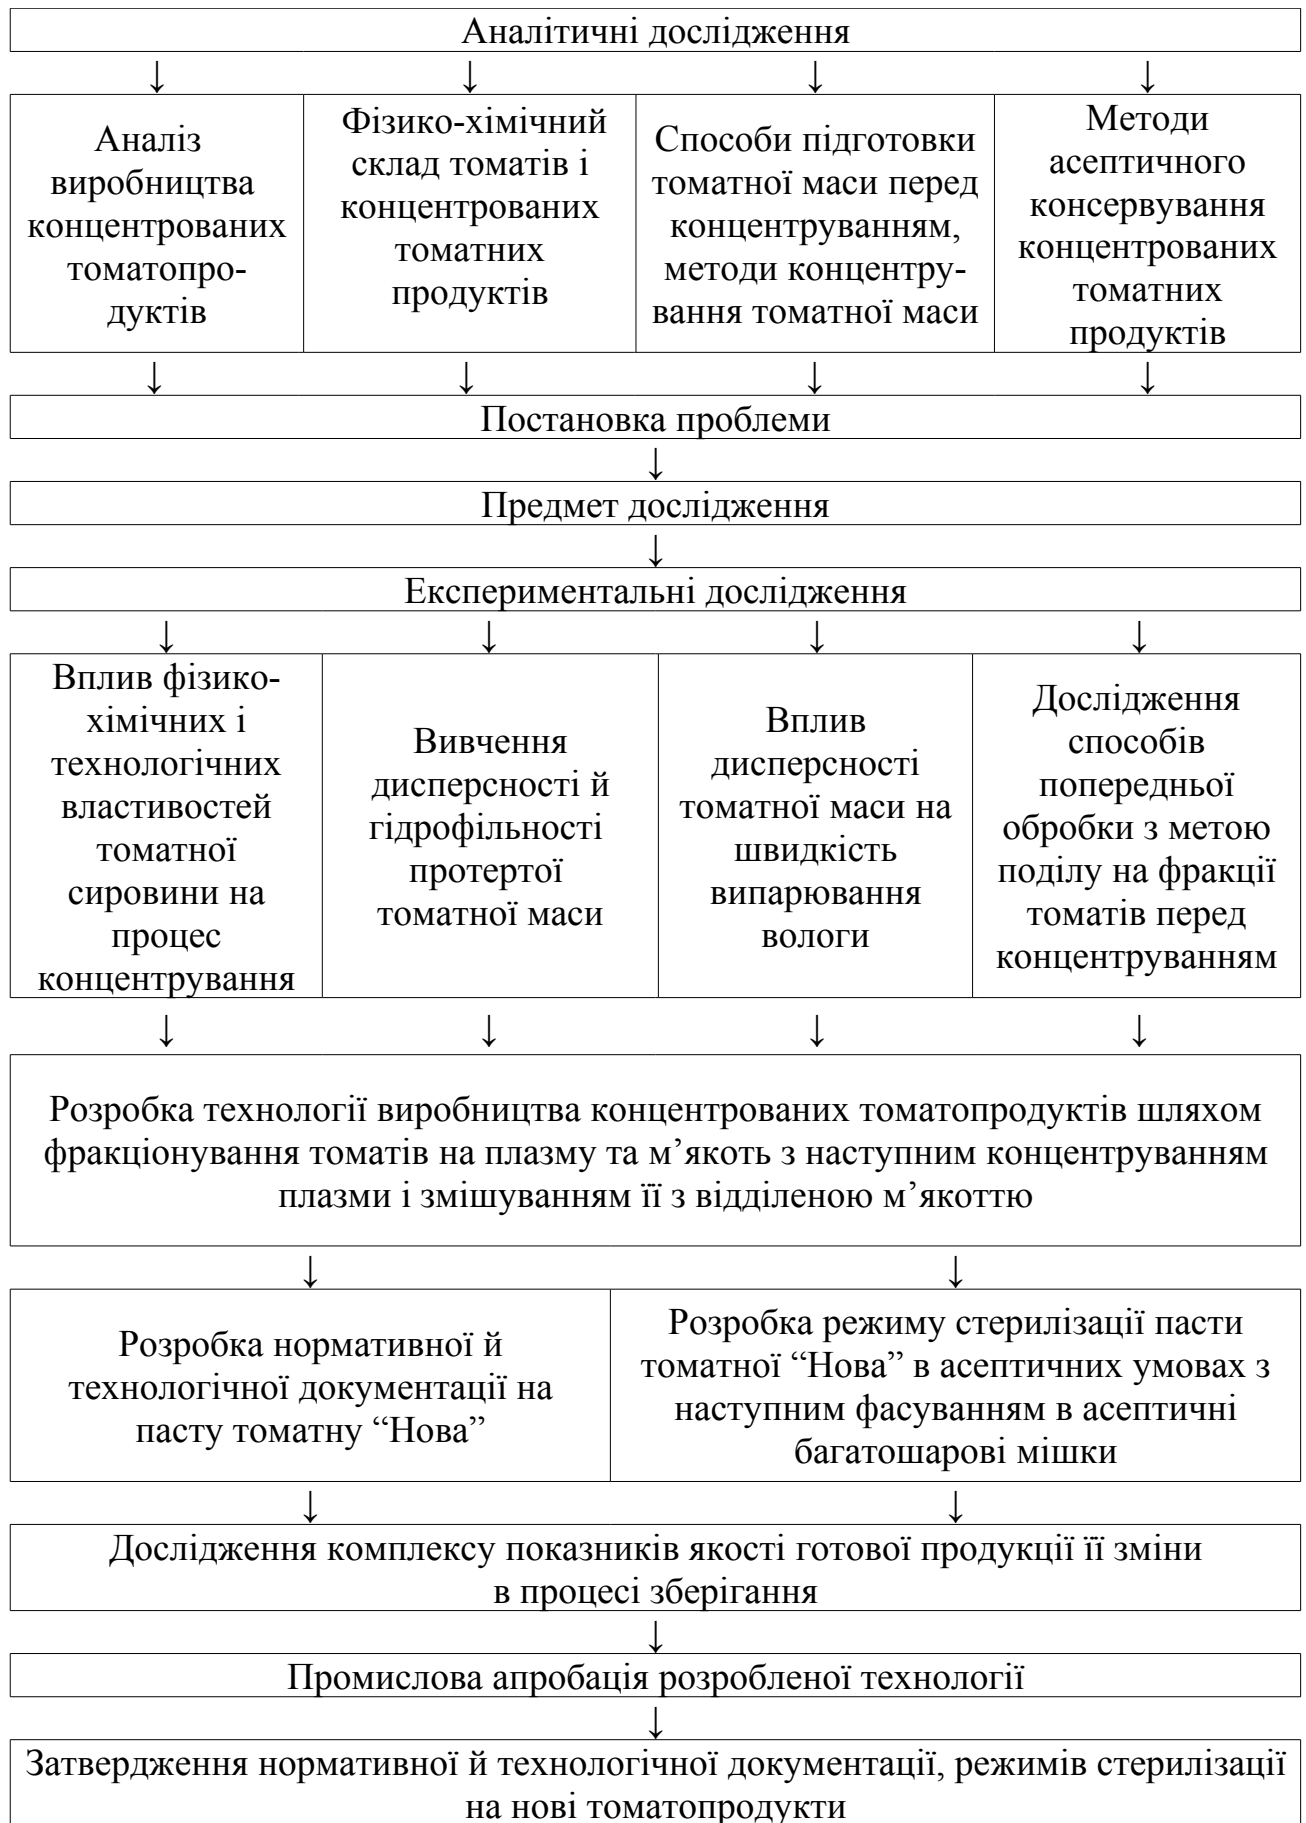 Аналітичні дослідження
↓ ↓ ↓ ↓
Аналіз
виробництва
концентрованих
томатопро-
дуктів
Фізико-хімічний
склад томатів і
концентрованих
томатних
продуктів
Способи підготовки
томатної маси перед
концентруванням,
методи концентру-
вання томатної маси
Методи
асептичного
консервування
концентрованих
томатних
продуктів
↓ ↓ ↓ ↓
Постановка проблеми
↓
Предмет дослідження
↓
Експериментальні дослідження
↓ ↓ ↓ ↓
Вплив фізико-
хімічних і
технологічних
властивостей
томатної
сировини на
процес
концентрування
Вивчення
дисперсності й
гідрофільності
протертої
томатної маси
Вплив
дисперсності
томатної маси на
швидкість
випарювання
вологи
Дослідження
способів
попередньої
обробки з метою
поділу на фракції
томатів перед
концентруванням
↓ ↓ ↓ ↓
Розробка технології виробництва концентрованих томатопродуктів шляхом
фракціонування томатів на плазму та м’якоть з наступним концентруванням
плазми і змішуванням її з відділеною м’якоттю
↓ ↓
Розробка нормативної й
технологічної документації на
пасту томатну “Нова”
Розробка режиму стерилізації пасти
томатної “Нова” в асептичних умовах з
наступним фасуванням в асептичні
багатошарові мішки
↓ ↓
Дослідження комплексу показників якості готової продукції її зміни
в процесі зберігання
↓
Промислова апробація розробленої технології
↓
Затвердження нормативної й технологічної документації, режимів стерилізації
на нові томатопродукти